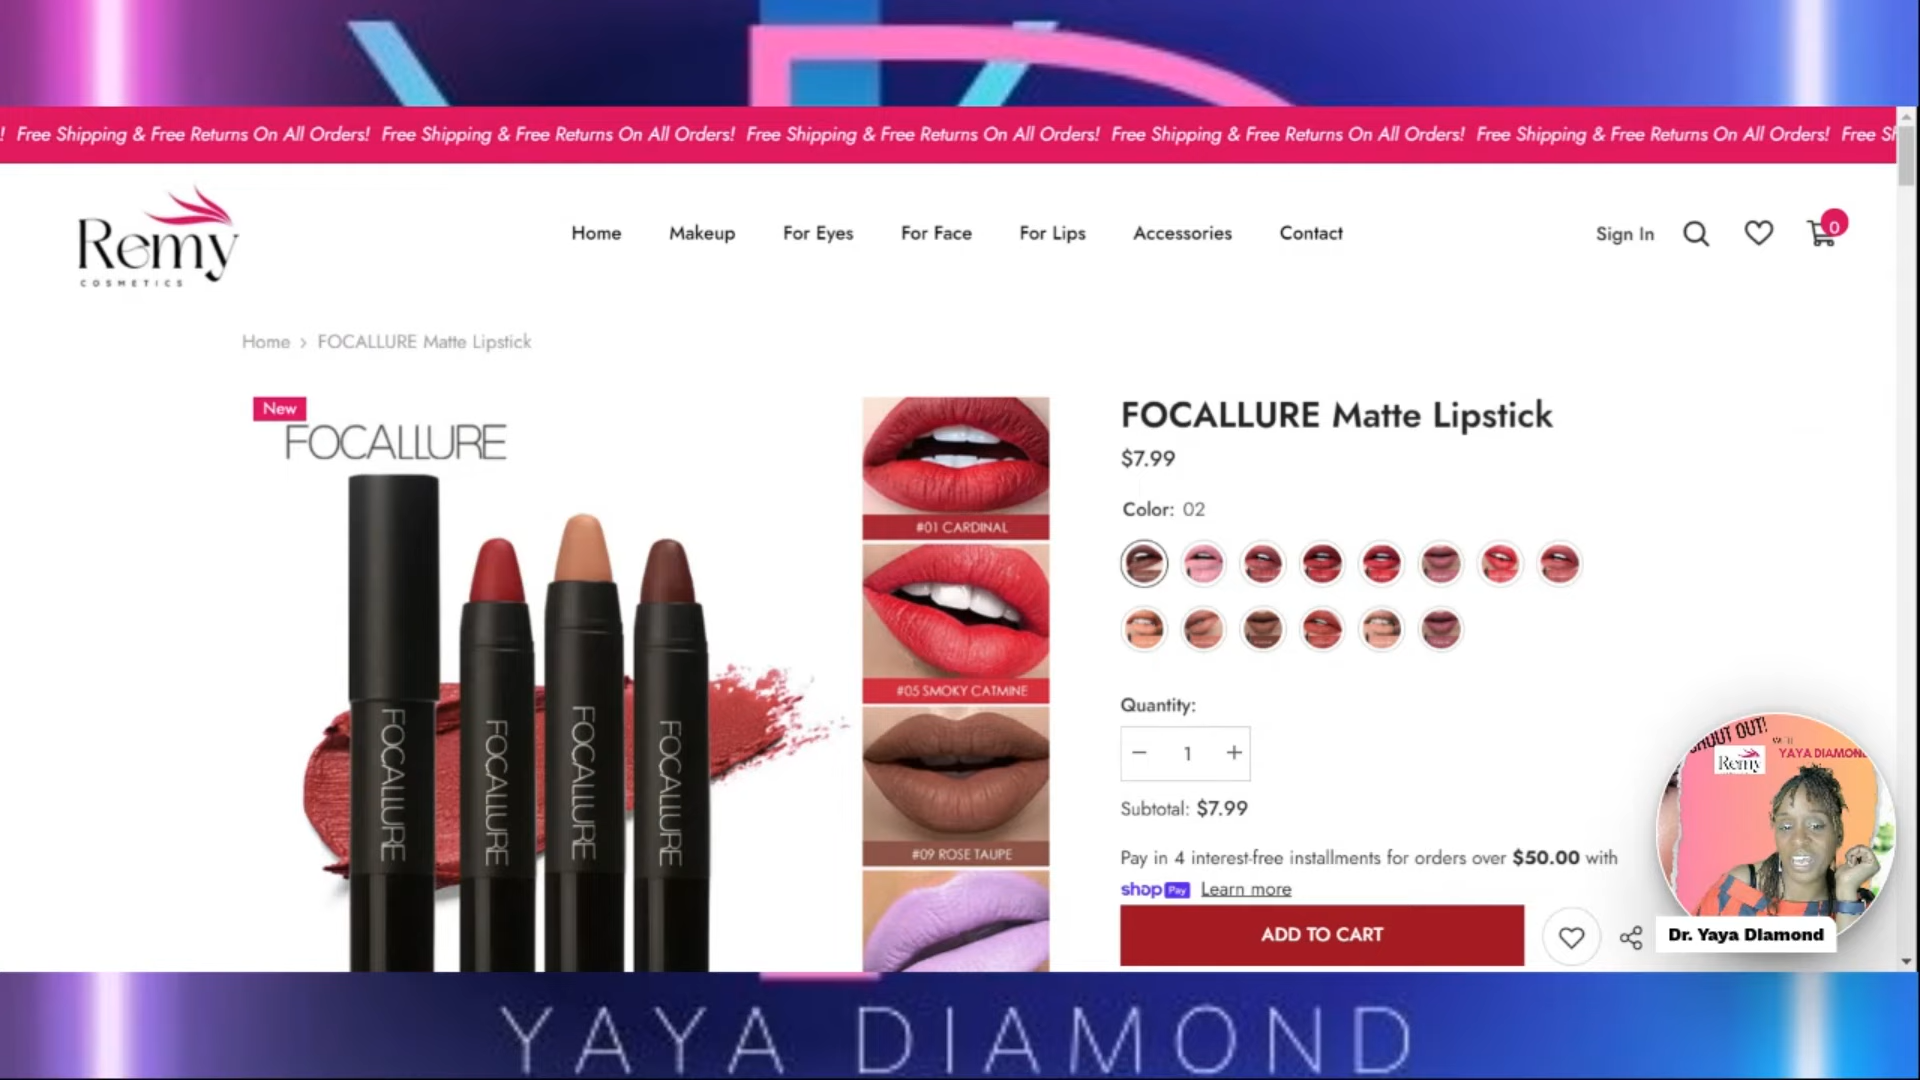 ! Free Shipping & Free Returns On All Orders! Free Shipping & Free Returns On All Orders! Free Shipping & Free Returns On All Orders! Free Shipping & Free Returns On All Orders! Free Shipping & Free Returns On All Orders! Free
Remy
COSMETICS
Home Makeup For Eyes For Face For Lips Accessories Contact
Sign In
0
Home › FOCALLURE Matte Lipstick
New
FOCALLURE
FOCALLURE
FOCALLURE
FOCALLURE
FOCALLURE
#01 CARDINAL
#05 SMOKY CATMINE
#09 ROSE TAUPE
FOCALLURE Matte Lipstick
$7.99
Color: 02
Quantity:
− 1 +
Subtotal: $7.99
Pay in 4 interest-free installments for orders over $50.00 with
shop Pay Learn more
ADD TO CART
OUT!
WITH
YAYA DIAMOND
Remy
Dr. Yaya Diamond
YAYA DIAMOND